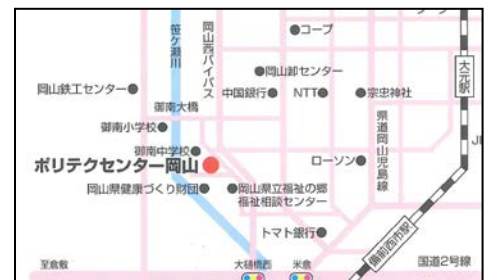 コープ
笹ヶ瀬川
岡山西バイパス
岡山卸センター
大元駅
岡山鉄工センター
中国銀行
NTT
宗忠神社
御南大橋
御南小学校
県道岡山児島線
御南中学校
ポリテクセンター岡山
ローソン
岡山県健康づくり財団
岡山県立福祉の郷
福祉相談センター
トマト銀行
備前西市駅
至倉敷
大樋橋西
米倉
国道2号線